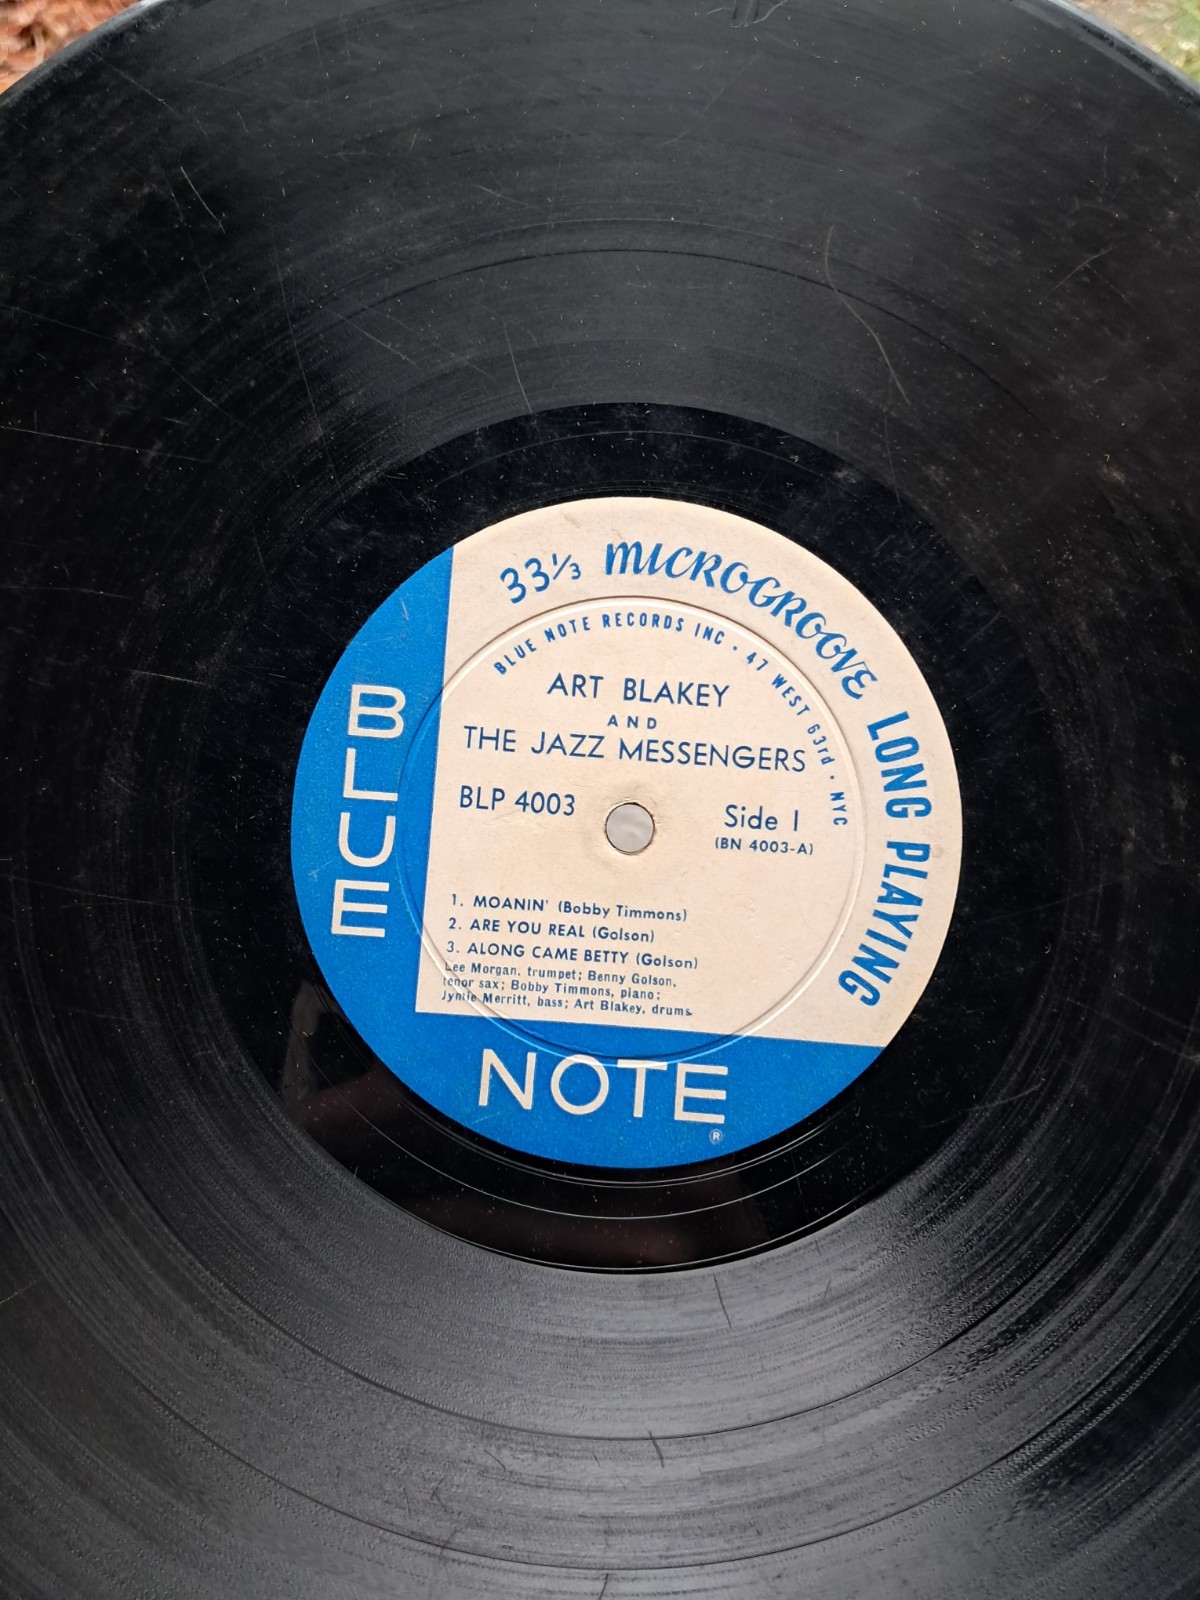 33⅓ MICROGROOVE LONG PLAYING
BLUE NOTE RECORDS INC · 47 WEST 63rd · NYC
ART BLAKEY
AND
THE JAZZ MESSENGERS
BLP 4003
Side 1
(BN 4003-A)
1. MOANIN' (Bobby Timmons)
2. ARE YOU REAL (Golson)
3. ALONG CAME BETTY (Golson)
Lee Morgan, trumpet; Benny Golson,
tenor sax; Bobby Timmons, piano;
Jymie Merritt, bass; Art Blakey, drums.
BLUE
NOTE
®